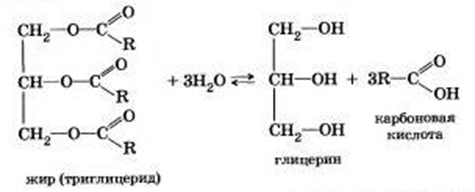 O
CH₂—O—C
R
O
CH—O—C
R
O
CH₂—O—C
R
жир (триглицерид)
+ 3H₂O ⇌
CH₂—OH
CH—OH
CH₂—OH
глицерин
+ 3R—C
O
OH
карбоновая
кислота